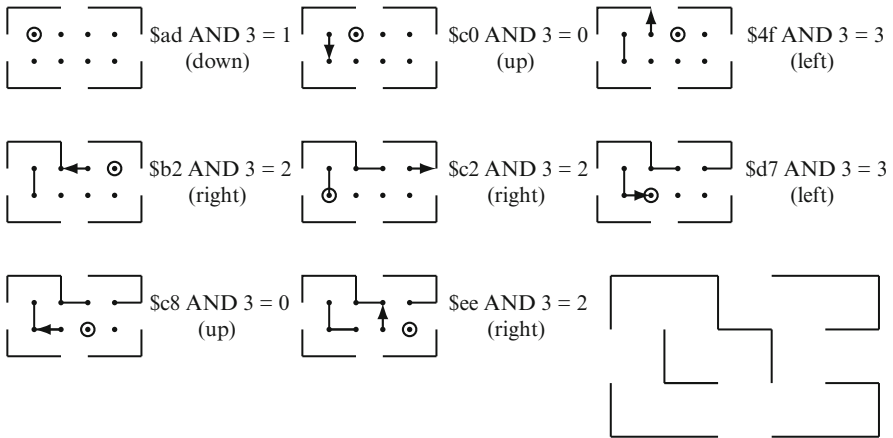 $ad AND 3 = 1
(down)
$c0 AND 3 = 0
(up)
$4f AND 3 = 3
(left)
$b2 AND 3 = 2
(right)
$c2 AND 3 = 2
(right)
$d7 AND 3 = 3
(left)
$c8 AND 3 = 0
(up)
$ee AND 3 = 2
(right)